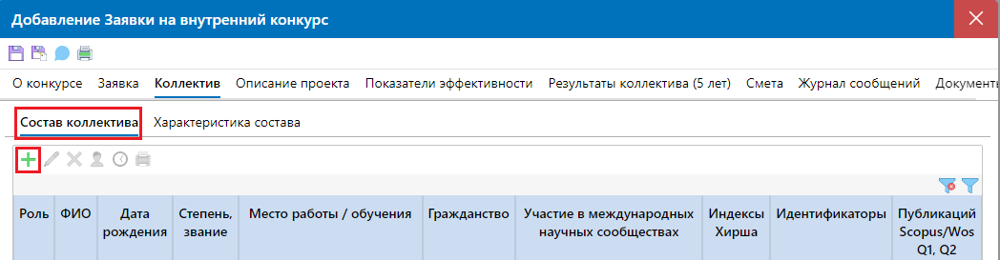 Добавление Заявки на внутренний конкурс
О конкурсе Заявка Коллектив Описание проекта Показатели эффективности Результаты коллектива (5 лет) Смета Журнал сообщений Документы
Состав коллектива Характеристика состава
Роль ФИО Дата рождения Степень, звание Место работы / обучения Гражданство Участие в международных научных сообществах Индексы Хирша Идентификаторы Публикаций Scopus/Wos Q1, Q2